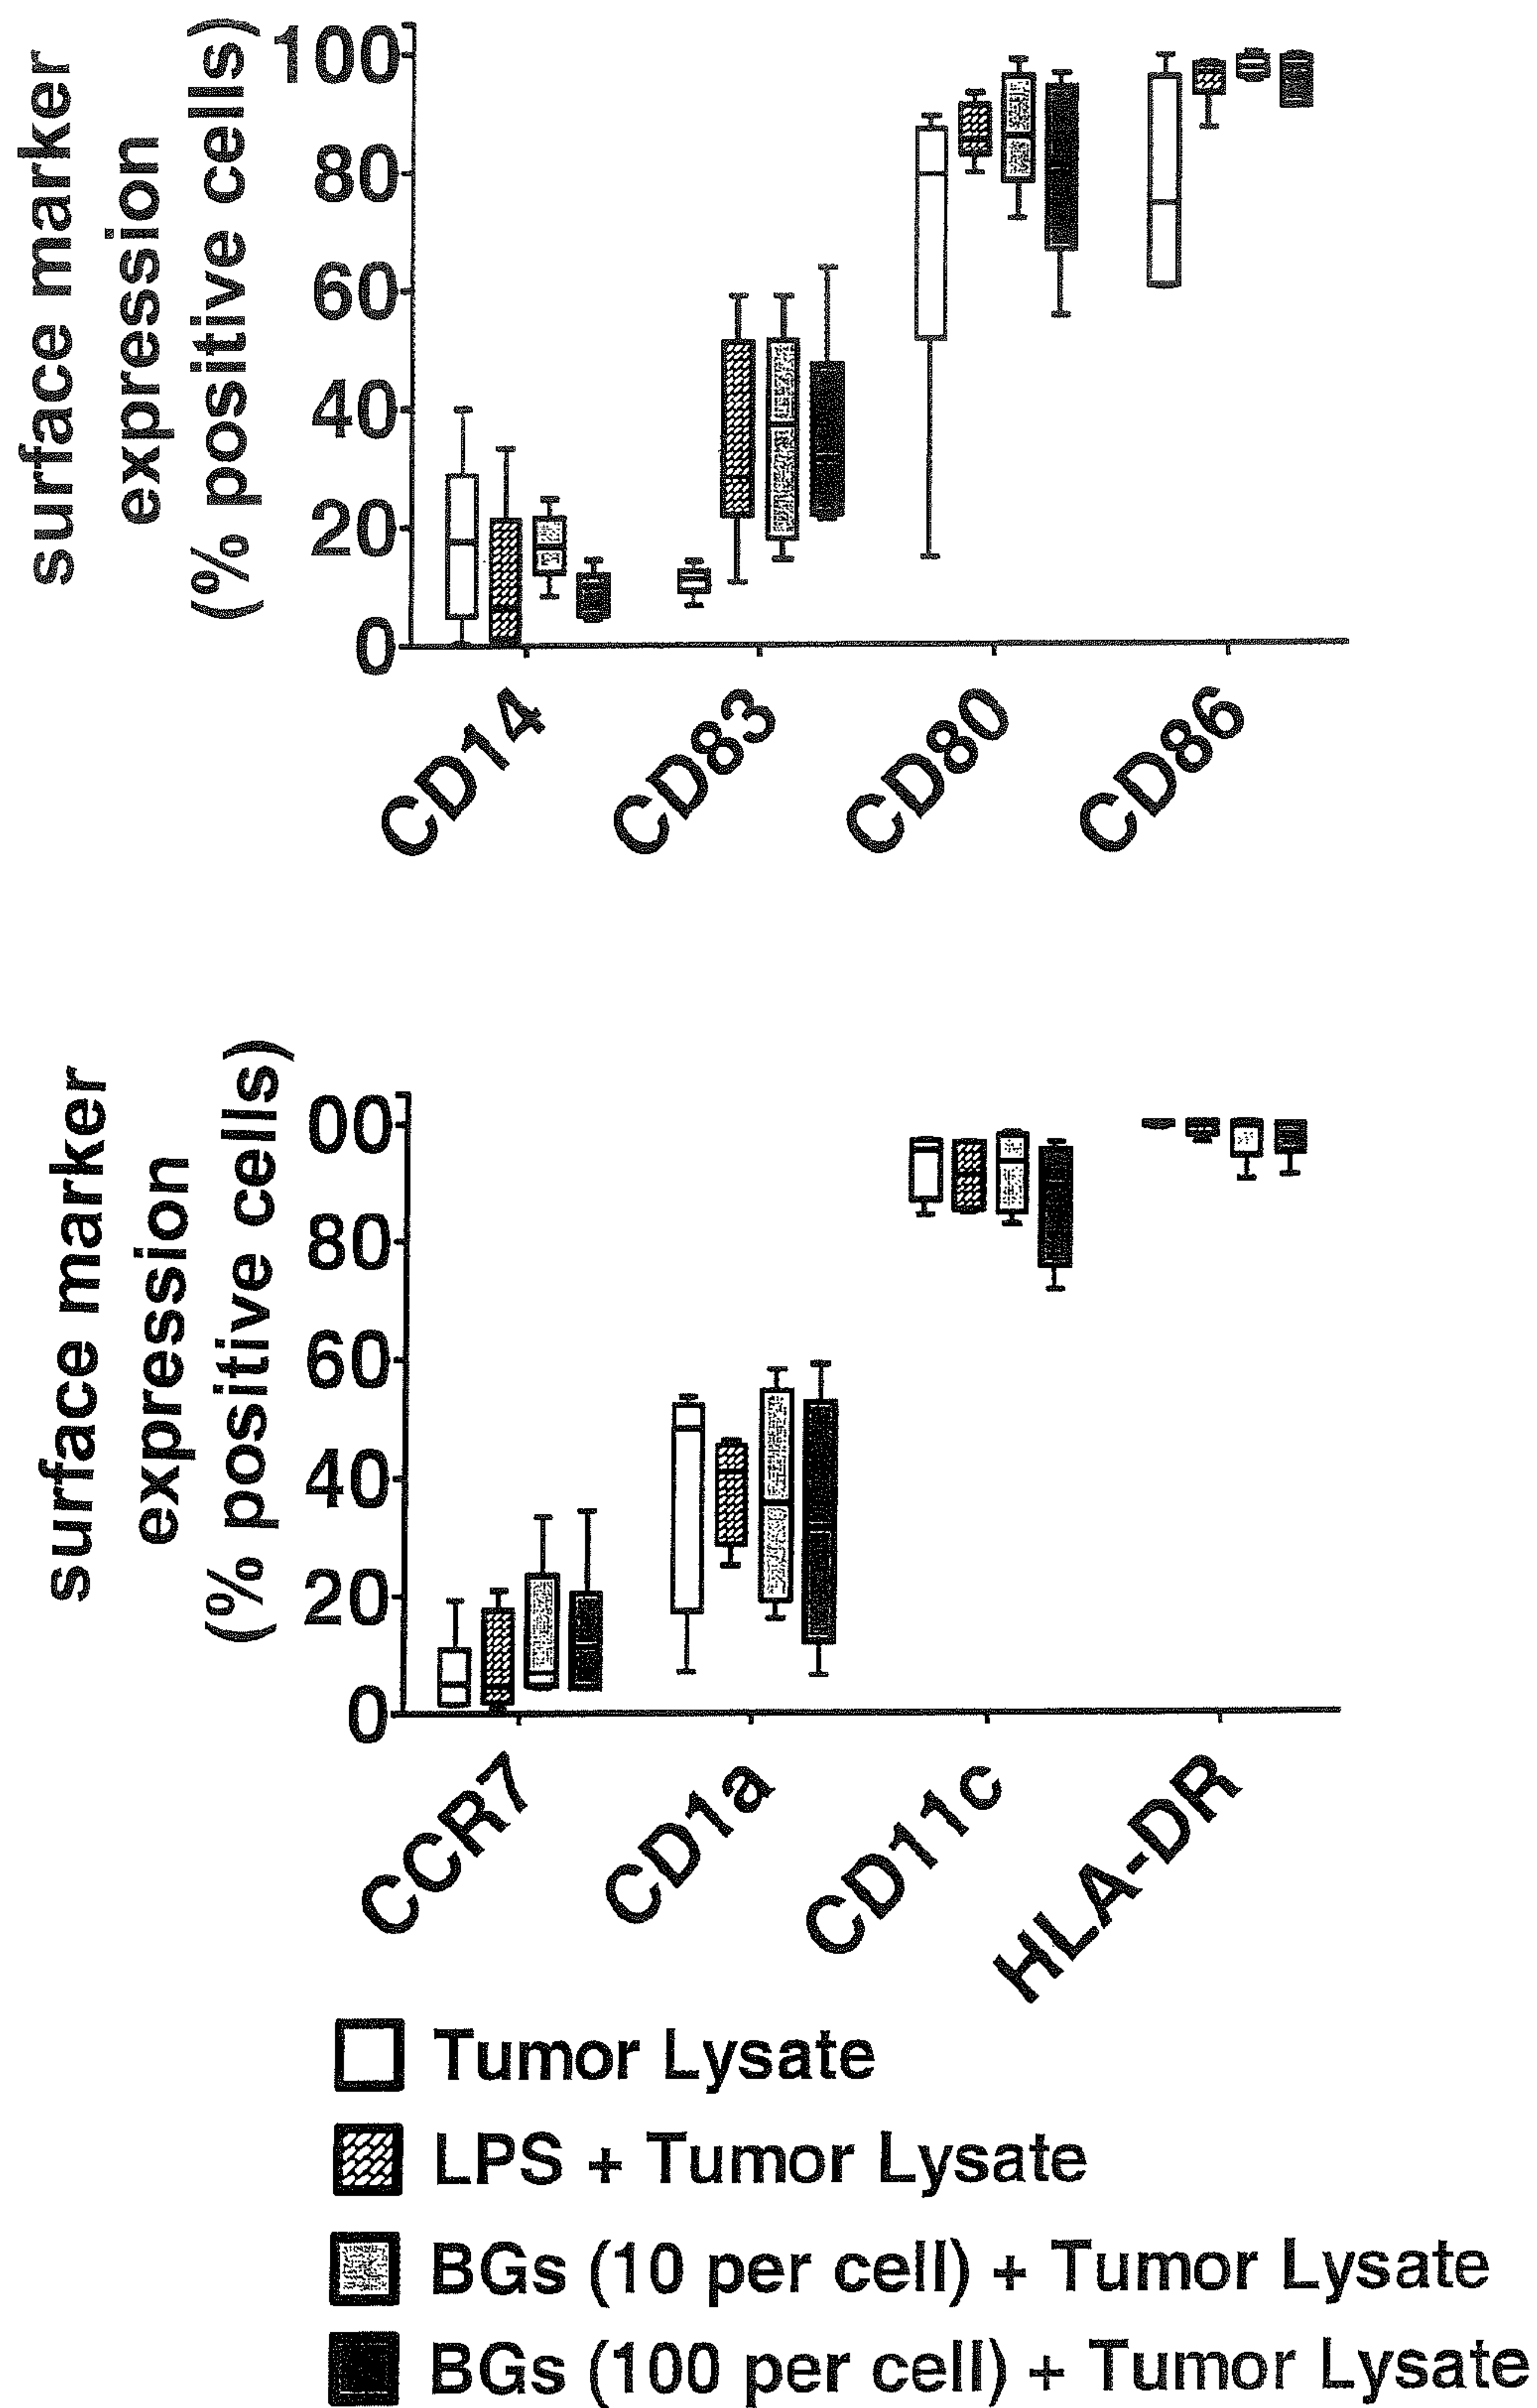 surface marker
expression
(% positive cells)
100
80
60
40
20
0
CD14
CD83
CD80
CD86
surface marker
expression
(% positive cells)
00
80
60
40
20
0
CCR7
CD1a
CD11c
HLA-DR
Tumor Lysate
LPS + Tumor Lysate
BGs (10 per cell) + Tumor Lysate
BGs (100 per cell) + Tumor Lysate